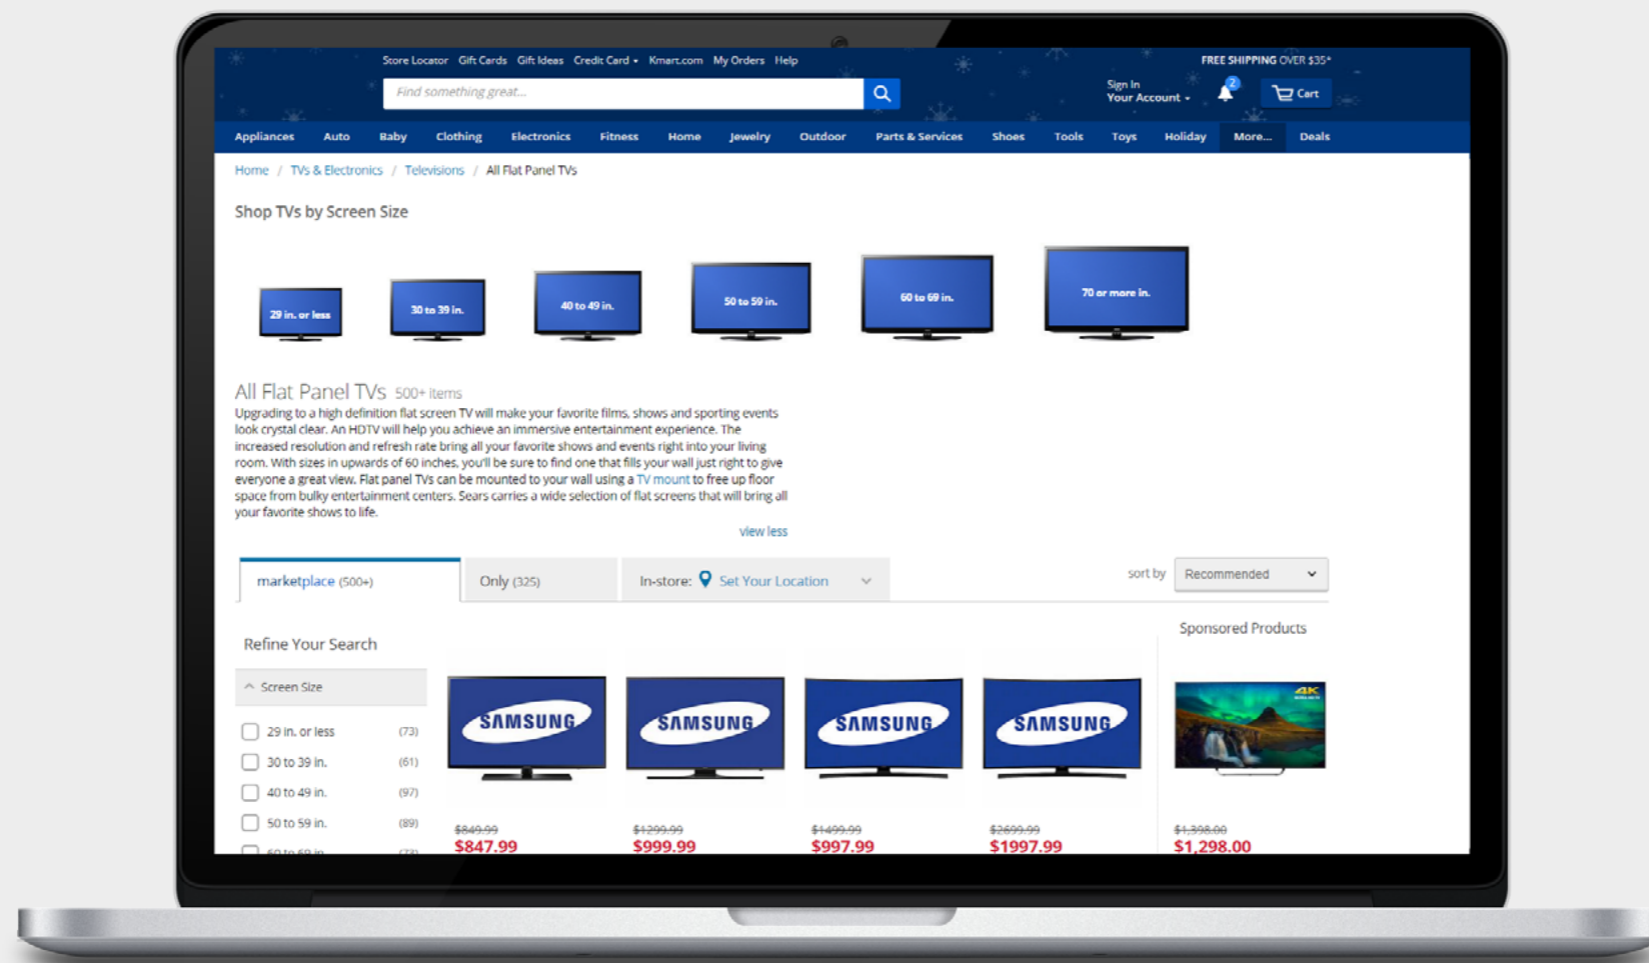 Store Locator Gift Cards Gift Ideas Credit Card Kmart.com My Orders Help
FREE SHIPPING OVER $35*
Find something great...
Sign In
Your Account
2
Cart
Appliances Auto Baby Clothing Electronics Fitness Home Jewelry Outdoor Parts & Services Shoes Tools Toys Holiday More... Deals
Home / TVs & Electronics / Televisions / All Flat Panel TVs
Shop TVs by Screen Size
29 in. or less
30 to 39 in.
40 to 49 in.
50 to 59 in.
60 to 69 in.
70 or more in.
All Flat Panel TVs 500+ items
Upgrading to a high definition flat screen TV will make your favorite films, shows and sporting events
look crystal clear. An HDTV will help you achieve an immersive entertainment experience. The
increased resolution and refresh rate bring all your favorite shows and events right into your living
room. With sizes in upwards of 60 inches, you'll be sure to find one that fills your wall just right to give
everyone a great view. Flat panel TVs can be mounted to your wall using a TV mount to free up floor
space from bulky entertainment centers. Sears carries a wide selection of flat screens that will bring all
your favorite shows to life.
view less
marketplace (500+)
Only (325)
In-store: Set Your Location
sort by Recommended
Refine Your Search
Sponsored Products
Screen Size
29 in. or less (73)
30 to 39 in. (61)
40 to 49 in. (97)
50 to 59 in. (89)
60 to 69 in. (73)
SAMSUNG
SAMSUNG
SAMSUNG
SAMSUNG
4K
$849.99
$847.99
$1299.99
$999.99
$1499.99
$997.99
$2699.99
$1997.99
$1,398.00
$1,298.00